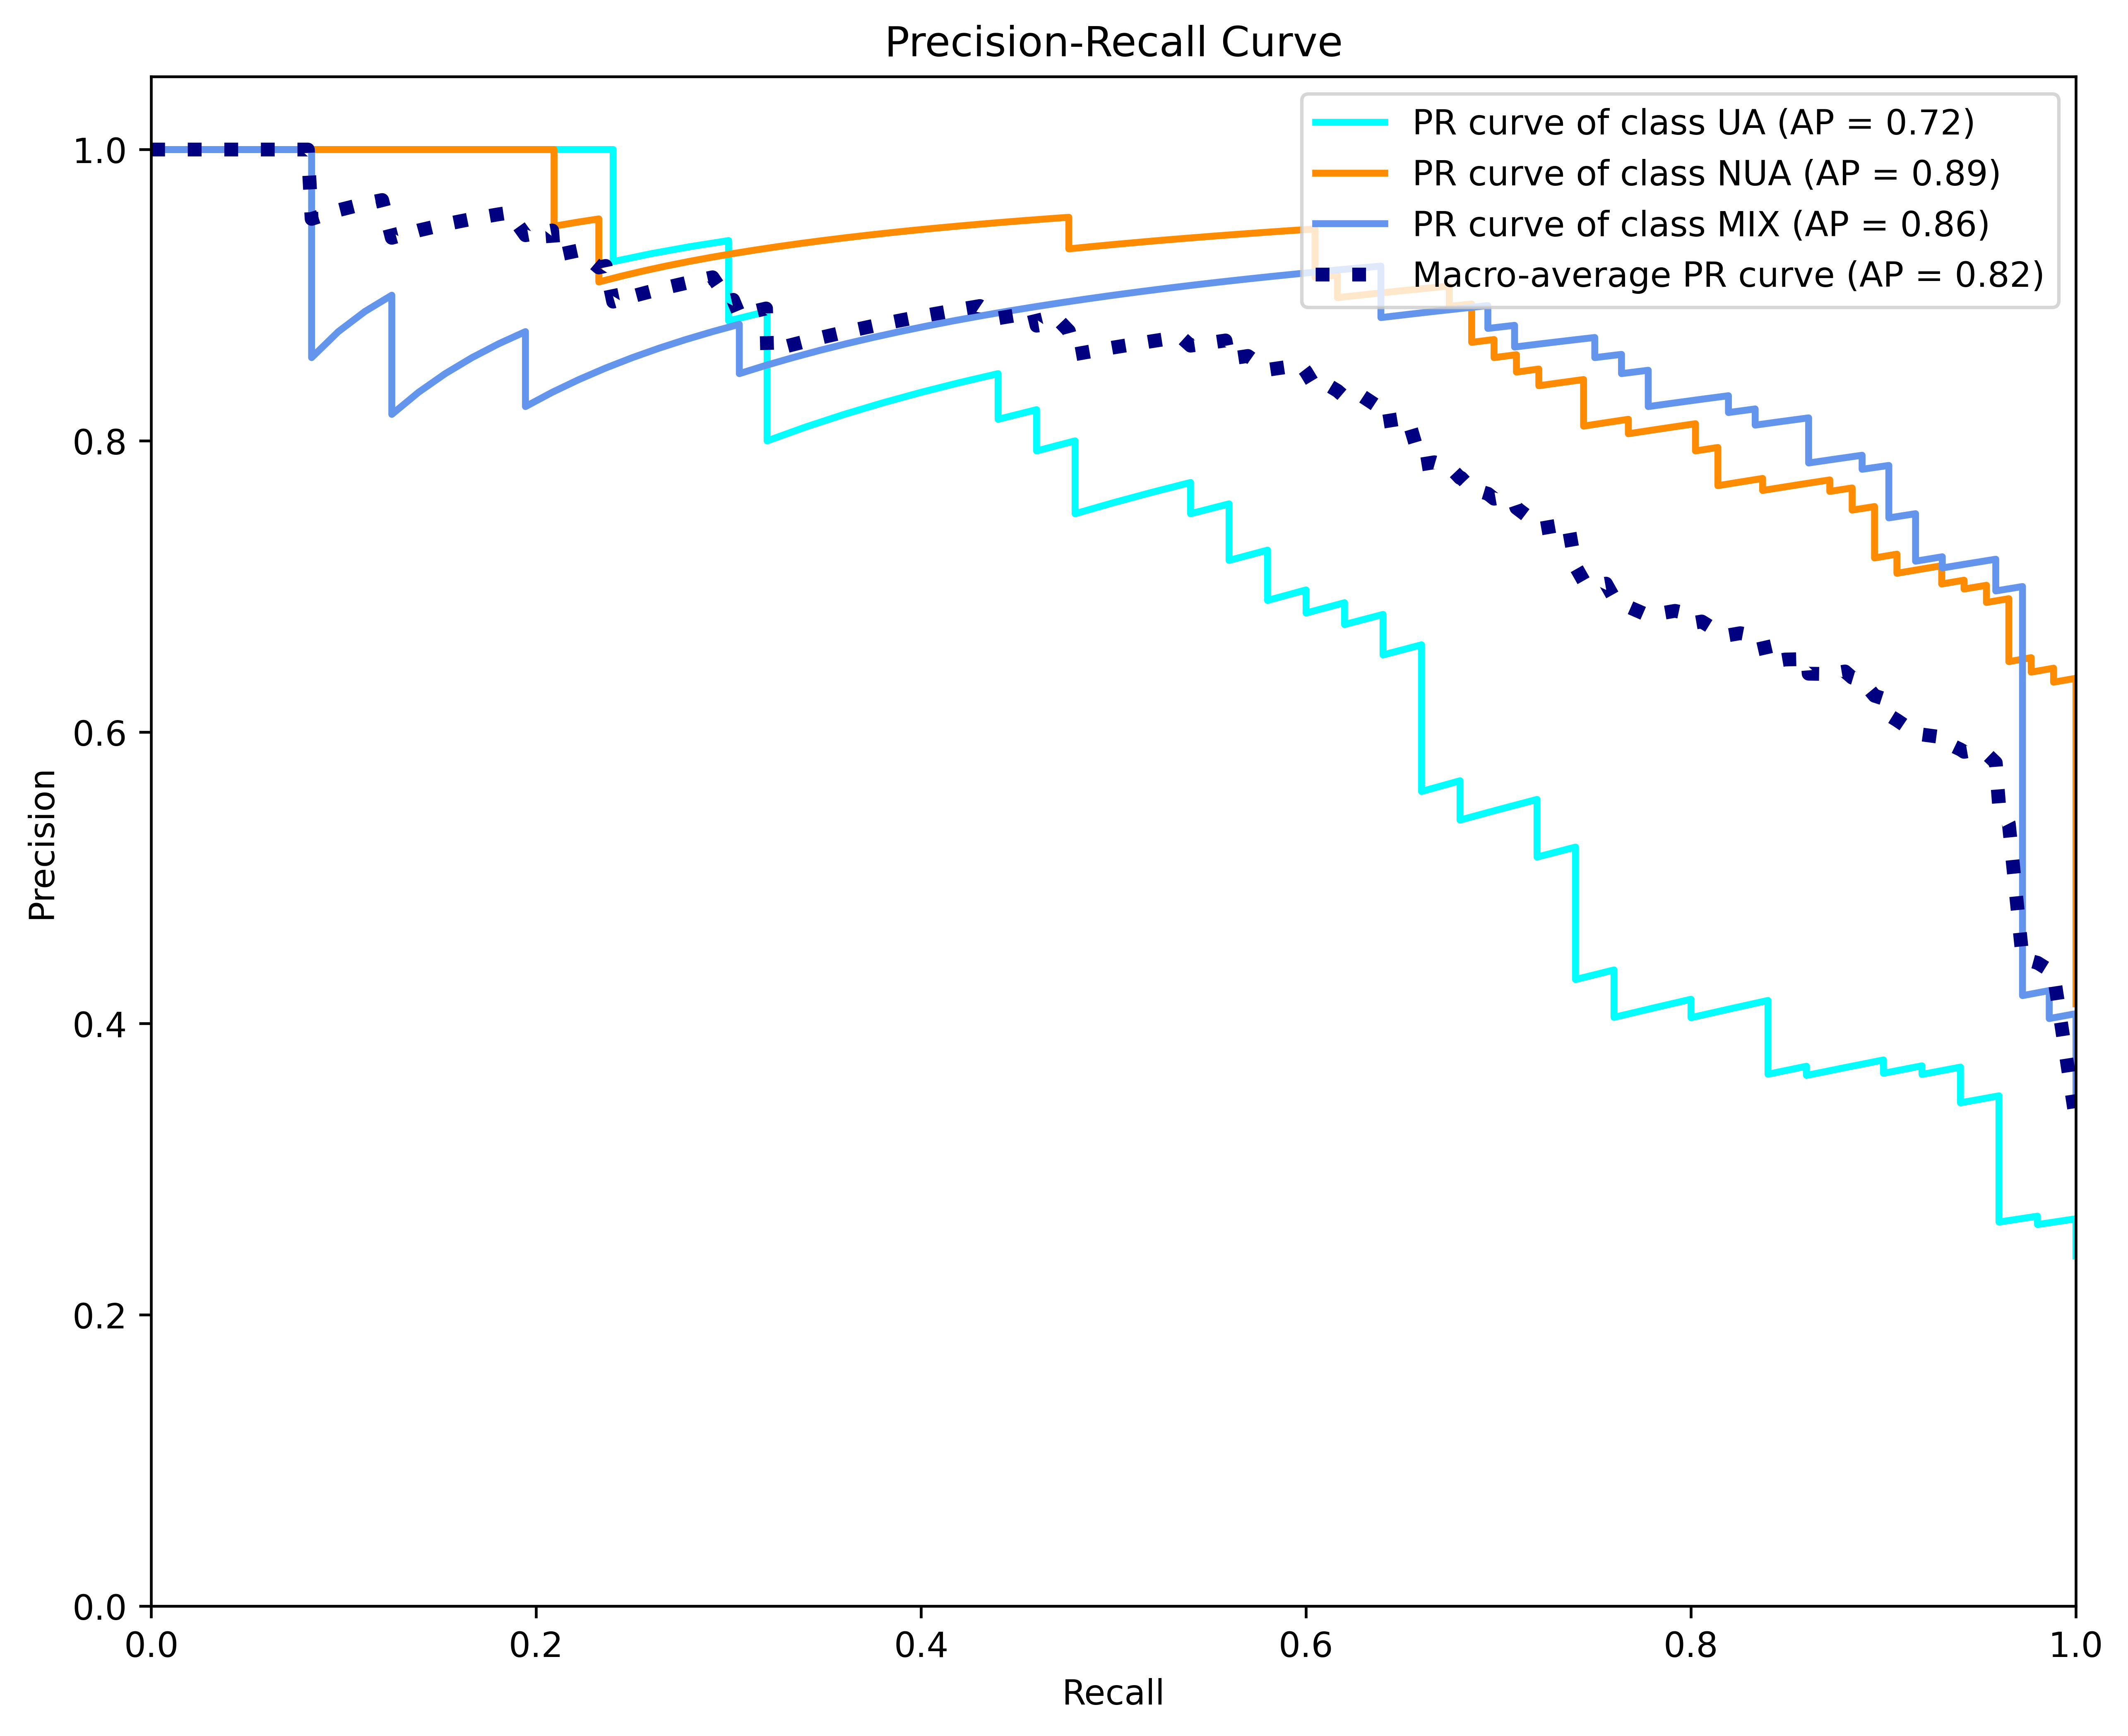 Precision-Recall Curve
PR curve of class UA (AP = 0.72)
PR curve of class NUA (AP = 0.89)
PR curve of class MIX (AP = 0.86)
Macro-average PR curve (AP = 0.82)
Precision
1.0
0.8
0.6
0.4
0.2
0.0
0.0 0.2 0.4 0.6 0.8 1.0
Recall